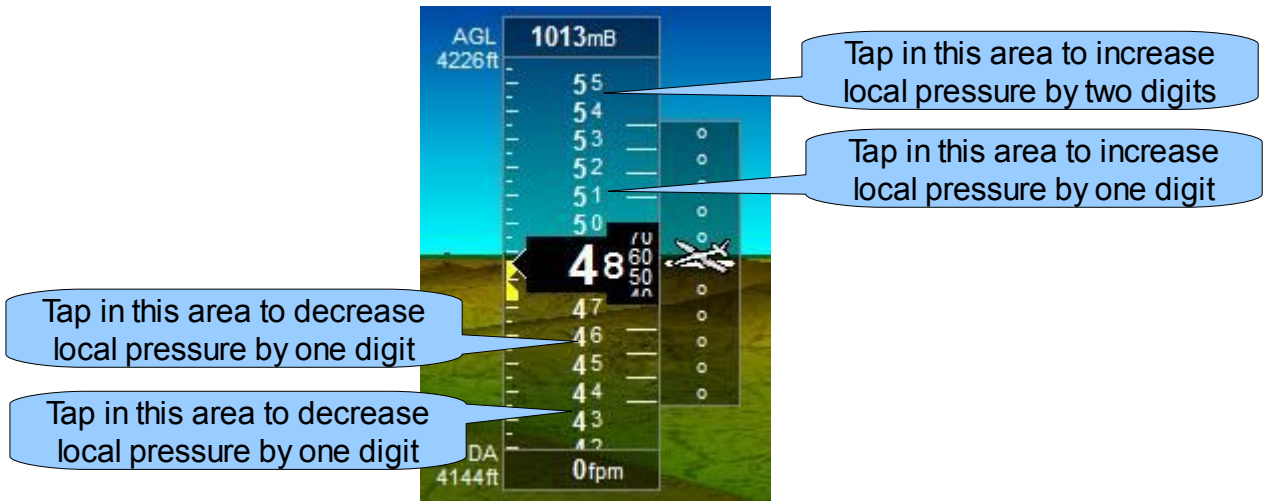 AGL
4226ft
1013mB
Tap in this area to increase
local pressure by two digits
55
54
53
Tap in this area to increase
local pressure by one digit
52
51
50
70
48 60
50
40
47
Tap in this area to decrease
local pressure by one digit
46
45
44
Tap in this area to decrease
local pressure by one digit
43
42
DA
4144ft
0fpm